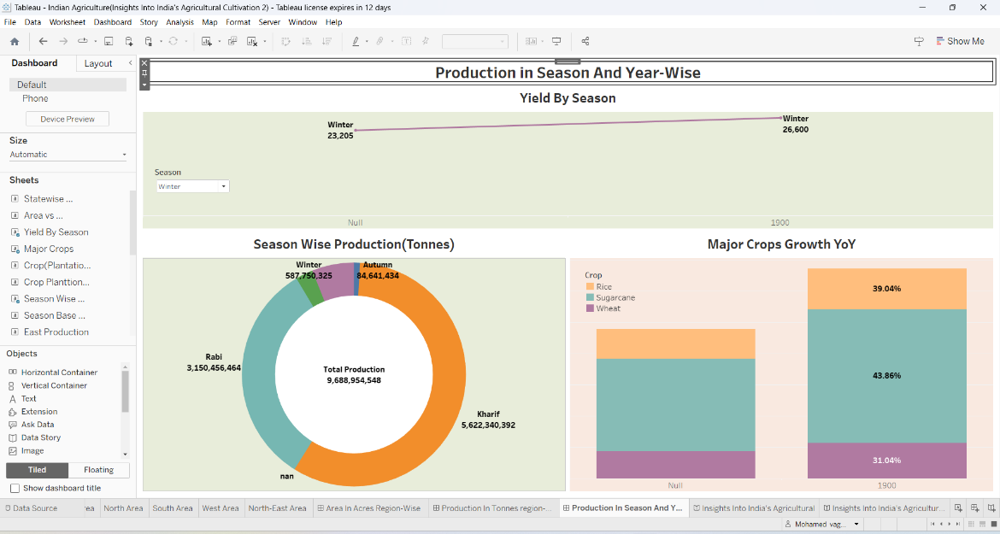 Tableau - Indian Agriculture(Insights Into India's Agricultural Cultivation 2) - Tableau license expires in 12 days
File Data Worksheet Dashboard Story Analysis Map Format Server Window Help
Show Me
Dashboard Layout
Default
Phone
Device Preview
Size
Automatic
Sheets
Statewise ...
Area vs ...
Yield By Season
Major Crops
Crop(Plantatio...
Crop Planttion...
Season Wise ...
Season Base ...
East Production
Objects
Horizontal Container
Vertical Container
Text
Extension
Ask Data
Data Story
Image
Tiled Floating
Show dashboard title
Production in Season And Year-Wise
Yield By Season
Winter
23,205
Winter
26,600
Season
Winter
Null 1900
Season Wise Production(Tonnes)
Winter
587,750,325
Autumn
84,641,434
Rabi
3,150,456,464
Total Production
9,688,954,548
Kharif
5,622,340,392
nan
Major Crops Growth YoY
Crop
Rice
Sugarcane
Wheat
39.04%
43.86%
31.04%
Null 1900
Data Source ea North Area South Area West Area North-East Area Area In Acres Region-Wise Production In Tonnes region-... Production In Season And Y... Insights Into India's Agricultural Insights Into India's Agricultur...
Mohamed vag...